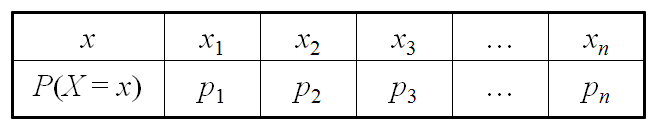 x x₁ x₂ x₃ … xₙ
P(X = x) p₁ p₂ p₃ … pₙ